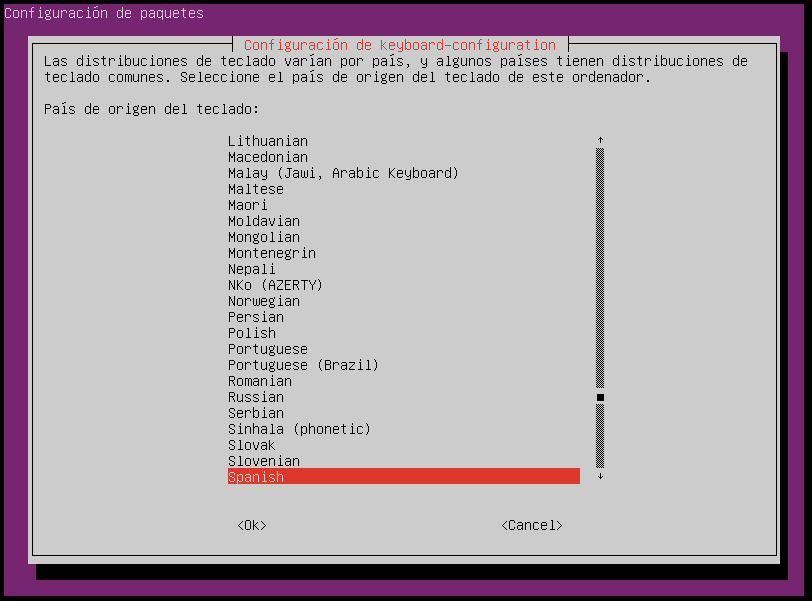 Configuración de paquetes
Configuración de keyboard-configuration
Las distribuciones de teclado varían por país, y algunos países tienen distribuciones de
teclado comunes. Seleccione el país de origen del teclado de este ordenador.
País de origen del teclado:
Lithuanian
Macedonian
Malay (Jawi, Arabic Keyboard)
Maltese
Maori
Moldavian
Mongolian
Montenegrin
Nepali
NKo (AZERTY)
Norwegian
Persian
Polish
Portuguese
Portuguese (Brazil)
Romanian
Russian
Serbian
Sinhala (phonetic)
Slovak
Slovenian
Spanish
<Ok> <Cancel>